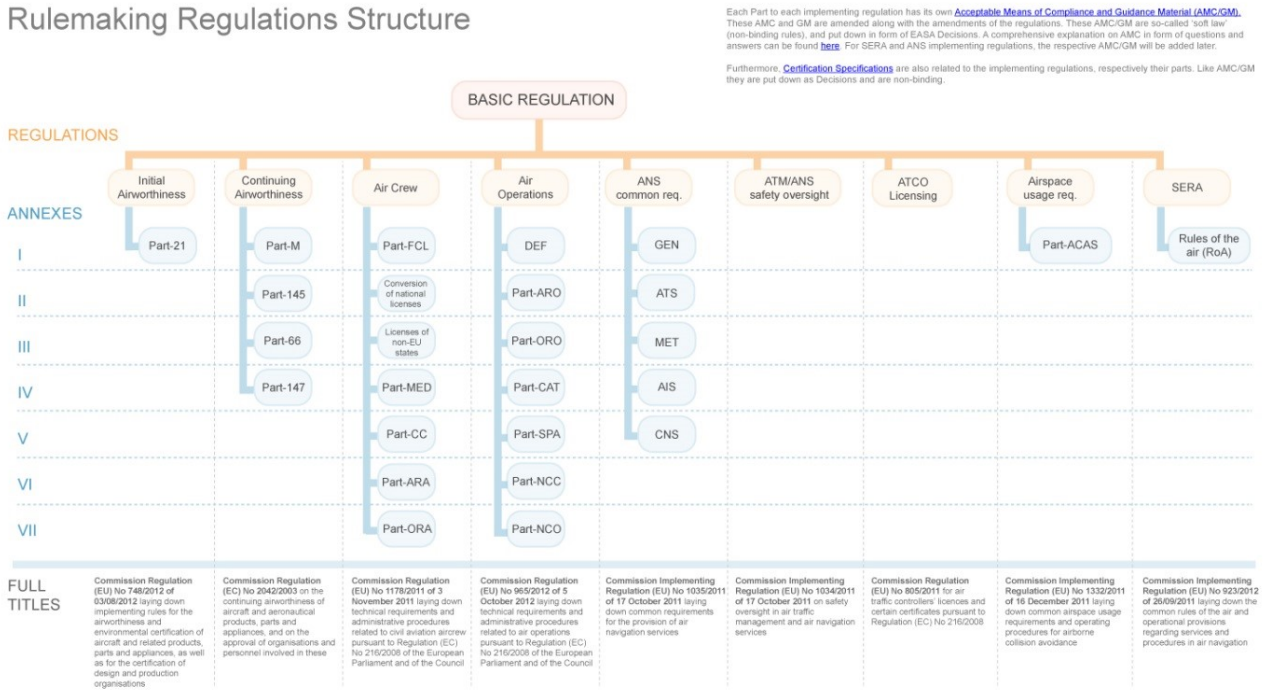 Rulemaking Regulations Structure
Each Part to each implementing regulation has its own Acceptable Means of Compliance and Guidance Material (AMC/GM).
These AMC and GM are amended along with the amendments of the regulations. These AMC/GM are so-called 'soft law'
(non-binding rules), and put down in form of EASA Decisions. A comprehensive explanation on AMC in form of questions and
answers can be found here. For SERA and ANS implementing regulations, the respective AMC/GM will be added later.
Furthermore, Certification Specifications are also related to the implementing regulations, respectively their parts. Like AMC/GM
they are put down as Decisions and are non-binding.
BASIC REGULATION
REGULATIONS
Initial
Airworthiness
Continuing
Airworthiness
Air Crew
Air
Operations
ANS
common req.
ATM/ANS
safety oversight
ATCO
Licensing
Airspace
usage req.
SERA
ANNEXES
I
Part-21
Part-M
Part-FCL
DEF
GEN
Part-ACAS
Rules of the
air (RoA)
II
Part-145
Conversion
of national
licenses
Part-ARO
ATS
III
Part-66
Licenses of
non-EU
states
Part-ORO
MET
IV
Part-147
Part-MED
Part-CAT
AIS
V
Part-CC
Part-SPA
CNS
VI
Part-ARA
Part-NCC
VII
Part-ORA
Part-NCO
FULL
TITLES
Commission Regulation
(EU) No 748/2012 of
03/08/2012 laying down
implementing rules for the
airworthiness and
environmental certification of
aircraft and related products,
parts and appliances, as well
as for the certification of
design and production
organisations
Commission Regulation
(EC) No 2042/2003 on the
continuing airworthiness of
aircraft and aeronautical
products, parts and
appliances, and on the
approval of organisations and
personnel involved in these
Commission Regulation
(EU) No 1178/2011 of 3
November 2011 laying down
technical requirements and
administrative procedures
related to civil aviation aircrew
pursuant to Regulation (EC)
No 216/2008 of the European
Parliament and of the Council
Commission Regulation
(EU) No 965/2012 of 5
October 2012 laying down
technical requirements and
administrative procedures
related to air operations
pursuant to Regulation (EC)
No 216/2008 of the European
Parliament and of the Council
Commission Implementing
Regulation (EU) No 1035/2011
of 17 October 2011 laying
down common requirements
for the provision of air
navigation services
Commission Implementing
Regulation (EU) No 1034/2011
of 17 October 2011 on safety
oversight in air traffic
management and air navigation
services
Commission Regulation
(EU) No 805/2011 for air
traffic controllers' licences and
certain certificates pursuant to
Regulation (EC) No 216/2008
Commission Implementing
Regulation (EU) No 1332/2011
of 16 December 2011 laying
down common airspace usage
requirements and operating
procedures for airborne
collision avoidance
Commission Implementing
Regulation (EU) No 923/2012
of 26/09/2011 laying down the
common rules of the air and
operational provisions
regarding services and
procedures in air navigation